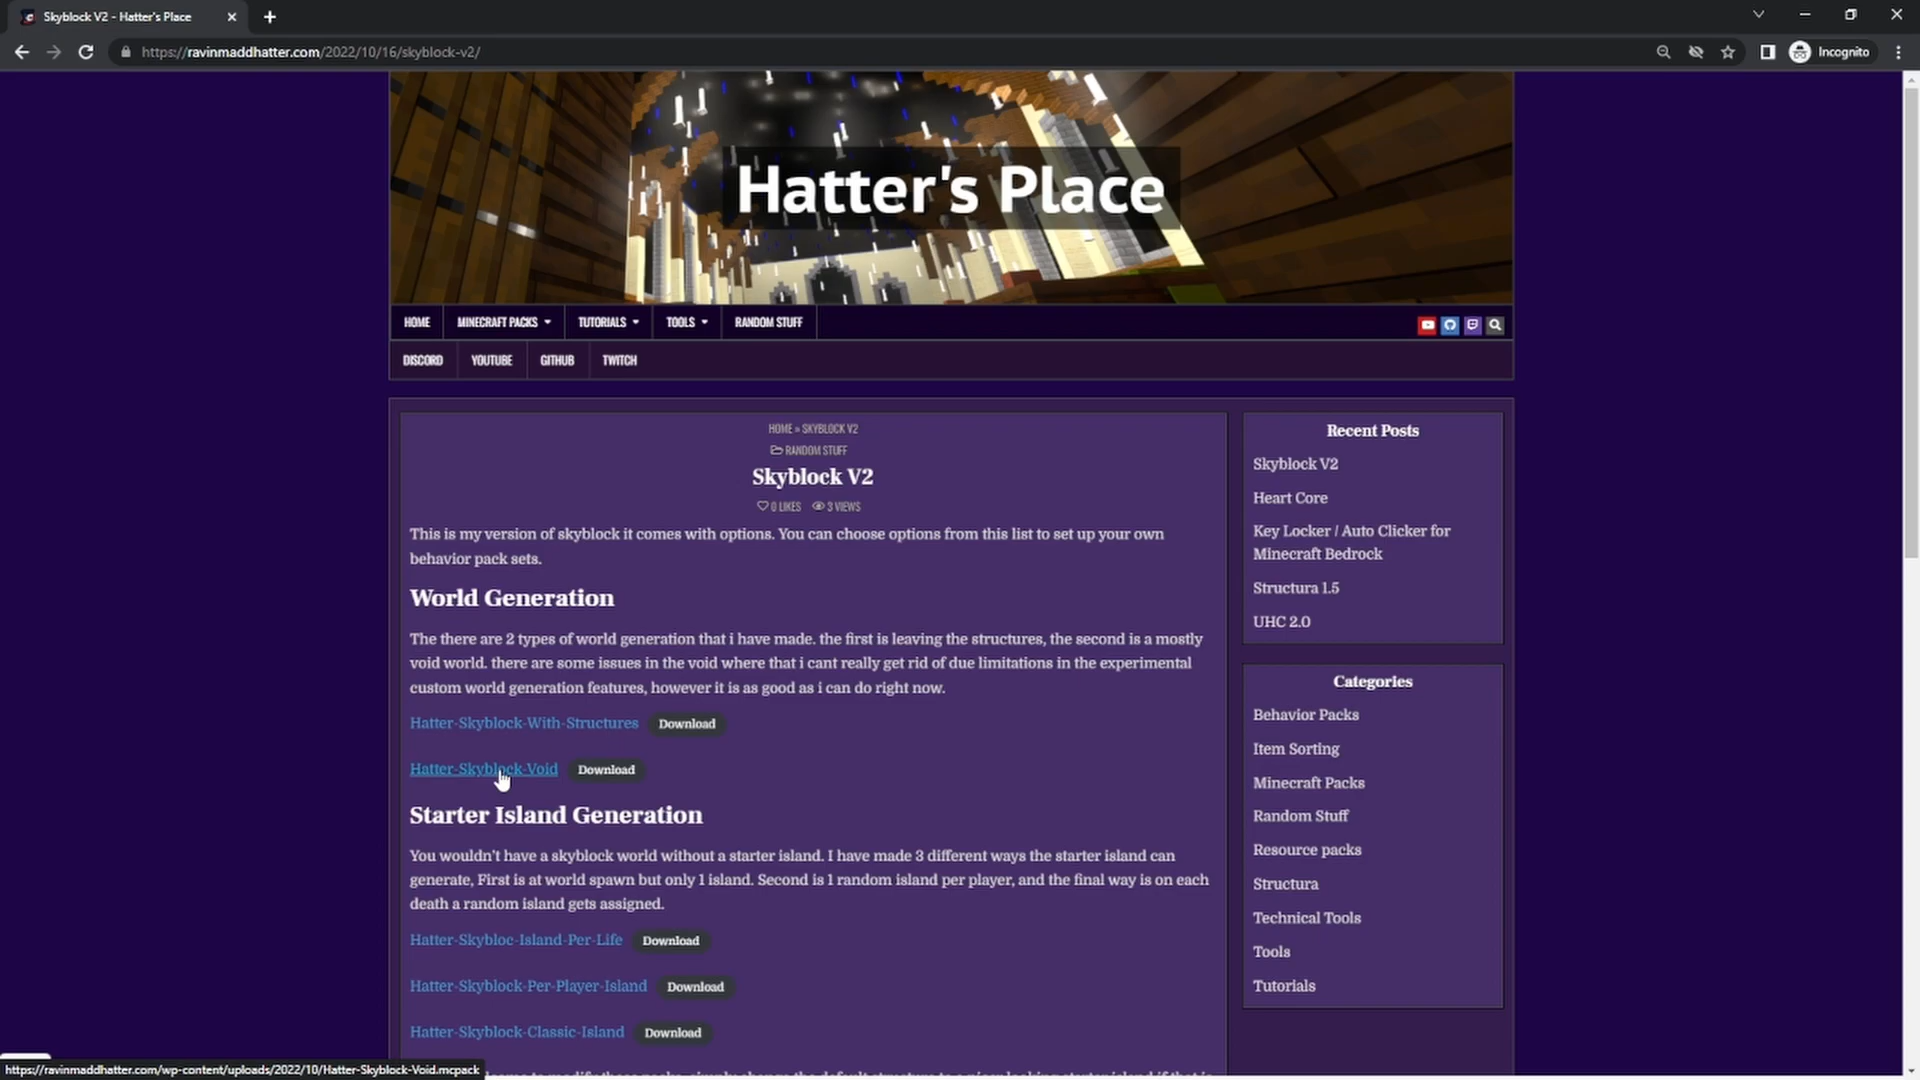 Skyblock V2 - Hatter's Place
https://ravinmaddhatter.com/2022/10/16/skyblock-v2/
Incognito
Hatter's Place
HOME MINECRAFT PACKS TUTORIALS TOOLS RANDOM STUFF
DISCORD YOUTUBE GITHUB TWITCH
HOME » SKYBLOCK V2
RANDOM STUFF
Skyblock V2
0 LIKES 3 VIEWS
This is my version of skyblock it comes with options. You can choose options from this list to set up your own
behavior pack sets.
World Generation
The there are 2 types of world generation that i have made. the first is leaving the structures, the second is a mostly
void world. there are some issues in the void where that i cant really get rid of due limitations in the experimental
custom world generation features, however it is as good as i can do right now.
Hatter-Skyblock-With-Structures Download
Hatter-Skyblock-Void Download
Starter Island Generation
You wouldn't have a skyblock world without a starter island. I have made 3 different ways the starter island can
generate, First is at world spawn but only 1 island. Second is 1 random island per player, and the final way is on each
death a random island gets assigned.
Hatter-Skybloc-Island-Per-Life Download
Hatter-Skyblock-Per-Player-Island Download
Hatter-Skyblock-Classic-Island Download
Recent Posts
Skyblock V2
Heart Core
Key Locker / Auto Clicker for
Minecraft Bedrock
Structura 1.5
UHC 2.0
Categories
Behavior Packs
Item Sorting
Minecraft Packs
Random Stuff
Resource packs
Structura
Technical Tools
Tools
Tutorials
https://ravinmaddhatter.com/wp-content/uploads/2022/10/Hatter-Skyblock-Void.mcpack